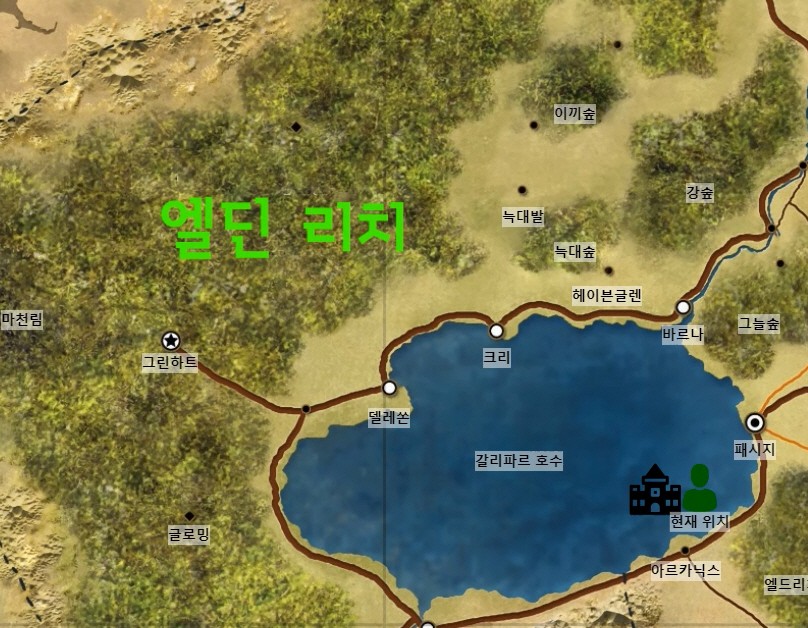 이끼숲
강숲
엘딘 리치
늑대발
늑대숲
헤이븐글렌
마천림
바르나
그늘숲
크리
그린하트
델레쏜
패시지
갈리파르 호수
현재 위치
글로밍
아르카닉스